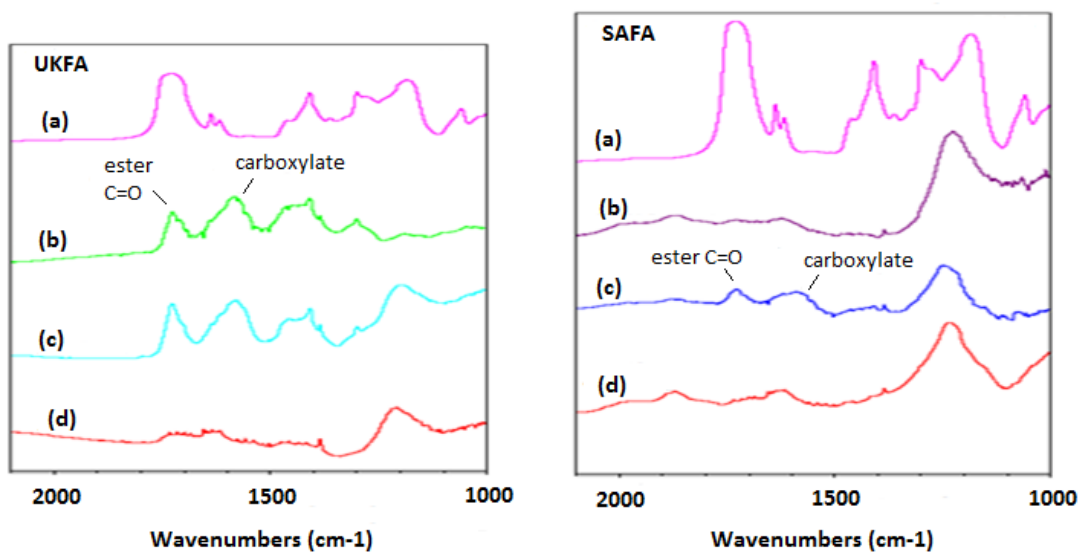 UKFA
(a)
ester
C=O
carboxylate
(b)
(c)
(d)
2000 1500 1000
Wavenumbers (cm-1)
SAFA
(a)
(b)
ester C=O
carboxylate
(c)
(d)
2000 1500 1000
Wavenumbers (cm-1)